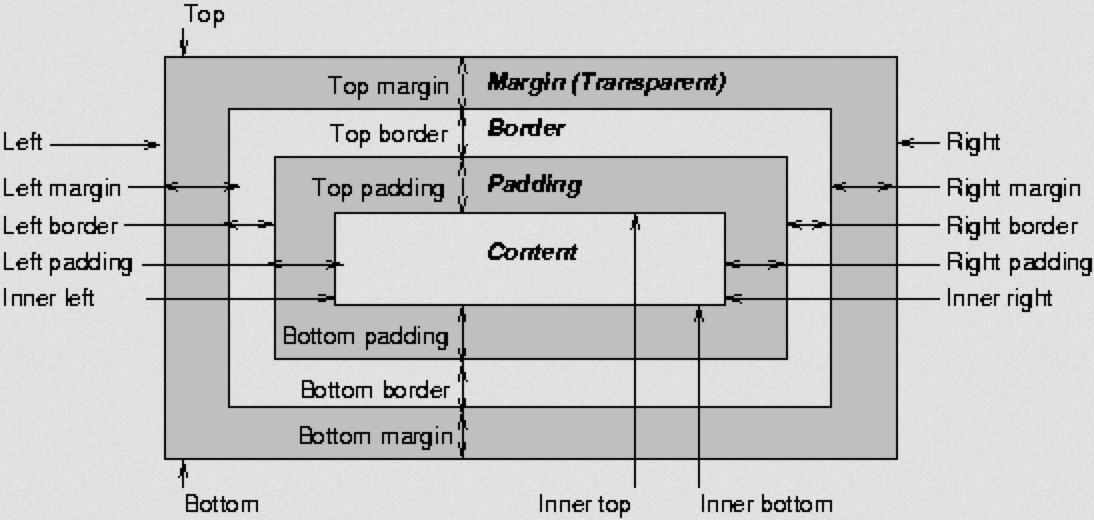 Top
Top margin Margin (Transparent)
Top border Border
Left Right
Left margin Top padding Padding Right margin
Left border Right border
Content
Left padding Right padding
Inner left Inner right
Bottom padding
Bottom border
Bottom margin
Bottom Inner top Inner bottom